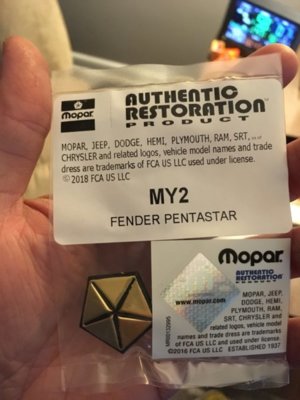 Mopar
AUTHENTIC
RESTORATION
PRODUCT
MOPAR, JEEP, DODGE, HEMI, PLYMOUTH, RAM, SRT,
CHRYSLER and related logos, vehicle model names and trade
dress are trademarks of FCA US LLC used under license.
© 2018 FCA US LLC
MY2
FENDER PENTASTAR
Mopar
AUTHENTIC
RESTORATION
PRODUCT
www.mopar.com
MOPAR, JEEP,
DODGE, HEMI,
PLYMOUTH, RAM,
SRT, CHRYSLER and
related logos, vehicle model
names and trade dress are trademarks
of FCA US LLC and used under license.
©2016 FCA US LLC ESTABLISHED 1937